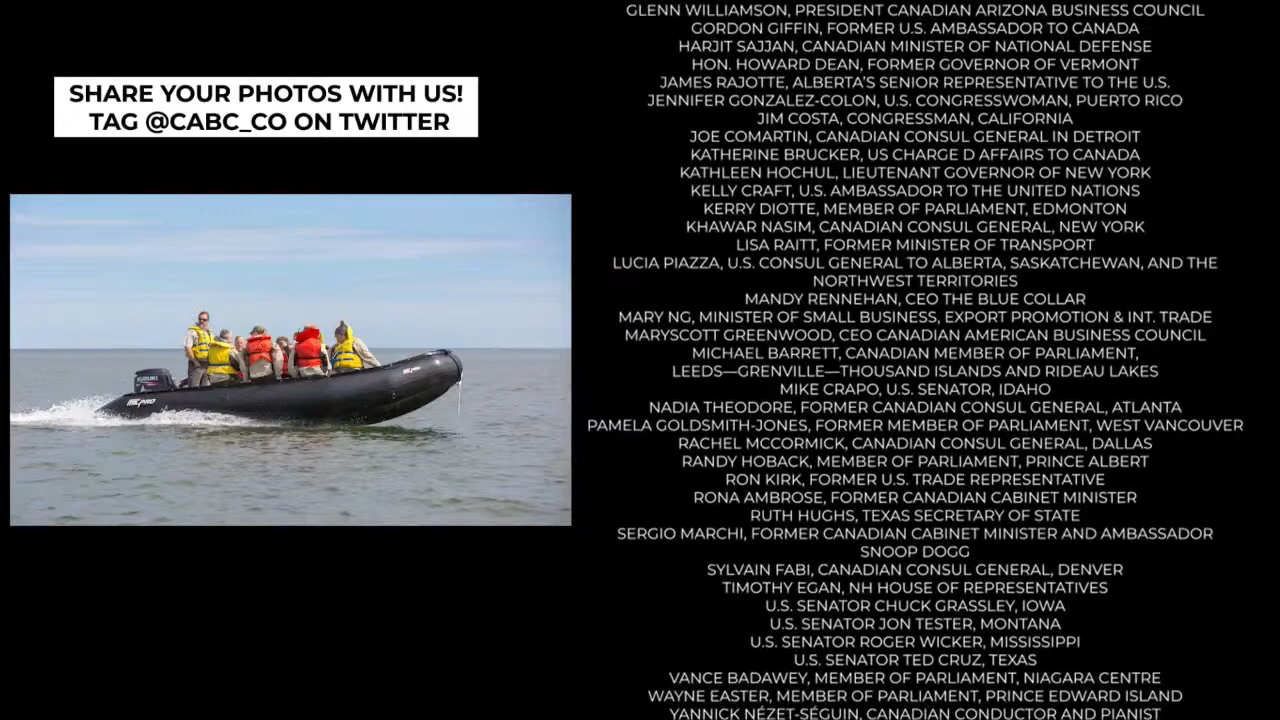 SHARE YOUR PHOTOS WITH US!
TAG @CABC_CO ON TWITTER
SUZUKI
MILPRO
GLENN WILLIAMSON, PRESIDENT CANADIAN ARIZONA BUSINESS COUNCIL
GORDON GIFFIN, FORMER U.S. AMBASSADOR TO CANADA
HARJIT SAJJAN, CANADIAN MINISTER OF NATIONAL DEFENSE
HON. HOWARD DEAN, FORMER GOVERNOR OF VERMONT
JAMES RAJOTTE, ALBERTA'S SENIOR REPRESENTATIVE TO THE U.S.
JENNIFER GONZALEZ-COLON, U.S. CONGRESSWOMAN, PUERTO RICO
JIM COSTA, CONGRESSMAN, CALIFORNIA
JOE COMARTIN, CANADIAN CONSUL GENERAL IN DETROIT
KATHERINE BRUCKER, US CHARGE D AFFAIRS TO CANADA
KATHLEEN HOCHUL, LIEUTENANT GOVERNOR OF NEW YORK
KELLY CRAFT, U.S. AMBASSADOR TO THE UNITED NATIONS
KERRY DIOTTE, MEMBER OF PARLIAMENT, EDMONTON
KHAWAR NASIM, CANADIAN CONSUL GENERAL, NEW YORK
LISA RAITT, FORMER MINISTER OF TRANSPORT
LUCIA PIAZZA, U.S. CONSUL GENERAL TO ALBERTA, SASKATCHEWAN, AND THE
NORTHWEST TERRITORIES
MANDY RENNEHAN, CEO THE BLUE COLLAR
MARY NG, MINISTER OF SMALL BUSINESS, EXPORT PROMOTION & INT. TRADE
MARYSCOTT GREENWOOD, CEO CANADIAN AMERICAN BUSINESS COUNCIL
MICHAEL BARRETT, CANADIAN MEMBER OF PARLIAMENT,
LEEDS—GRENVILLE—THOUSAND ISLANDS AND RIDEAU LAKES
MIKE CRAPO, U.S. SENATOR, IDAHO
NADIA THEODORE, FORMER CANADIAN CONSUL GENERAL, ATLANTA
PAMELA GOLDSMITH-JONES, FORMER MEMBER OF PARLIAMENT, WEST VANCOUVER
RACHEL MCCORMICK, CANADIAN CONSUL GENERAL, DALLAS
RANDY HOBACK, MEMBER OF PARLIAMENT, PRINCE ALBERT
RON KIRK, FORMER U.S. TRADE REPRESENTATIVE
RONA AMBROSE, FORMER CANADIAN CABINET MINISTER
RUTH HUGHS, TEXAS SECRETARY OF STATE
SERGIO MARCHI, FORMER CANADIAN CABINET MINISTER AND AMBASSADOR
SNOOP DOGG
SYLVAIN FABI, CANADIAN CONSUL GENERAL, DENVER
TIMOTHY EGAN, NH HOUSE OF REPRESENTATIVES
U.S. SENATOR CHUCK GRASSLEY, IOWA
U.S. SENATOR JON TESTER, MONTANA
U.S. SENATOR ROGER WICKER, MISSISSIPPI
U.S. SENATOR TED CRUZ, TEXAS
VANCE BADAWEY, MEMBER OF PARLIAMENT, NIAGARA CENTRE
WAYNE EASTER, MEMBER OF PARLIAMENT, PRINCE EDWARD ISLAND
YANNICK NÉZET-SÉGUIN, CANADIAN CONDUCTOR AND PIANIST